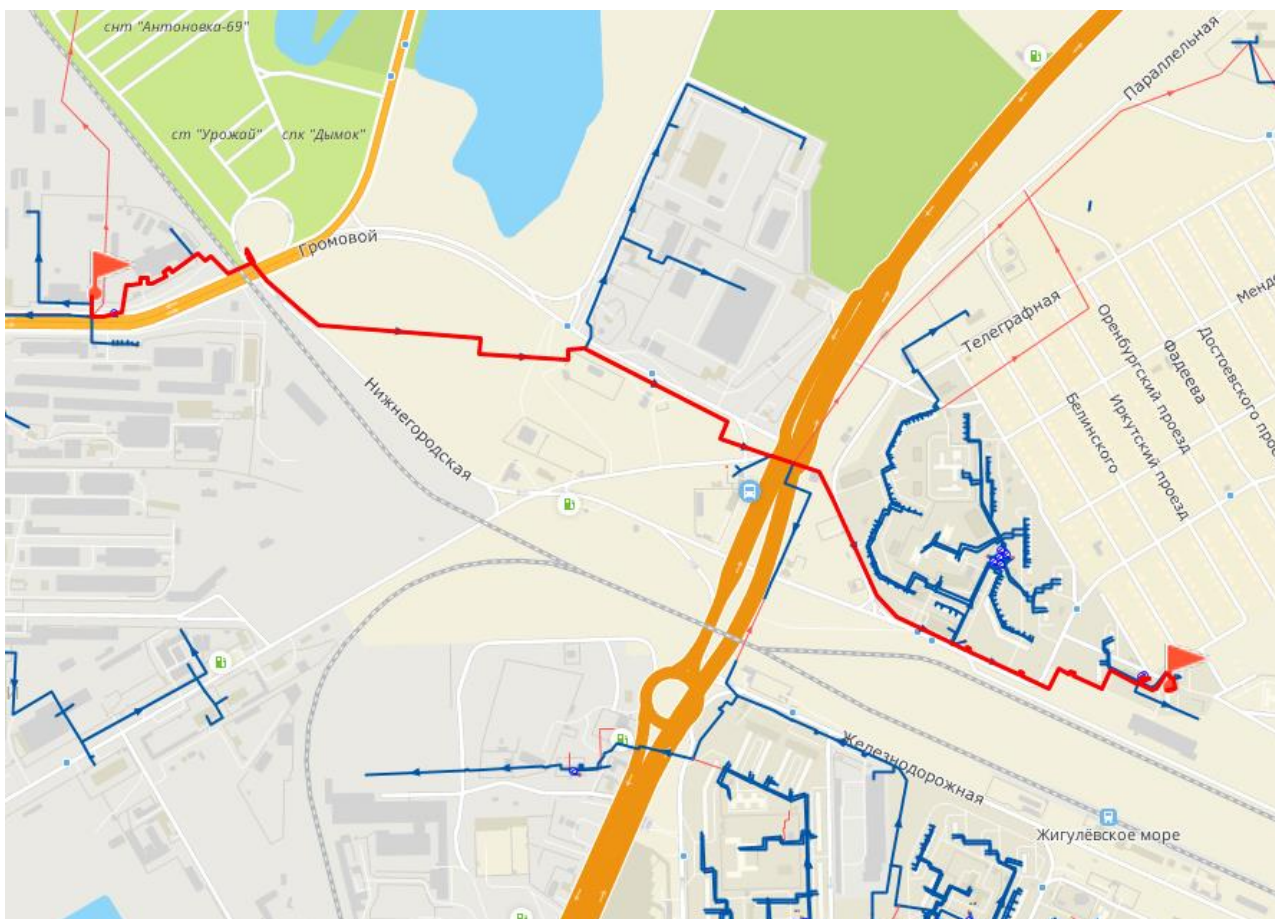 снт "Антоновка-69"
Параллельная
ст "Урожай"
спк "Дымок"
Громовой
Телеграфная
Оренбургский проезд
Фадеева
Достоевского
Иркутский проезд
Белинского
Нижнегородская
Железнодорожная
Жигулёвское море